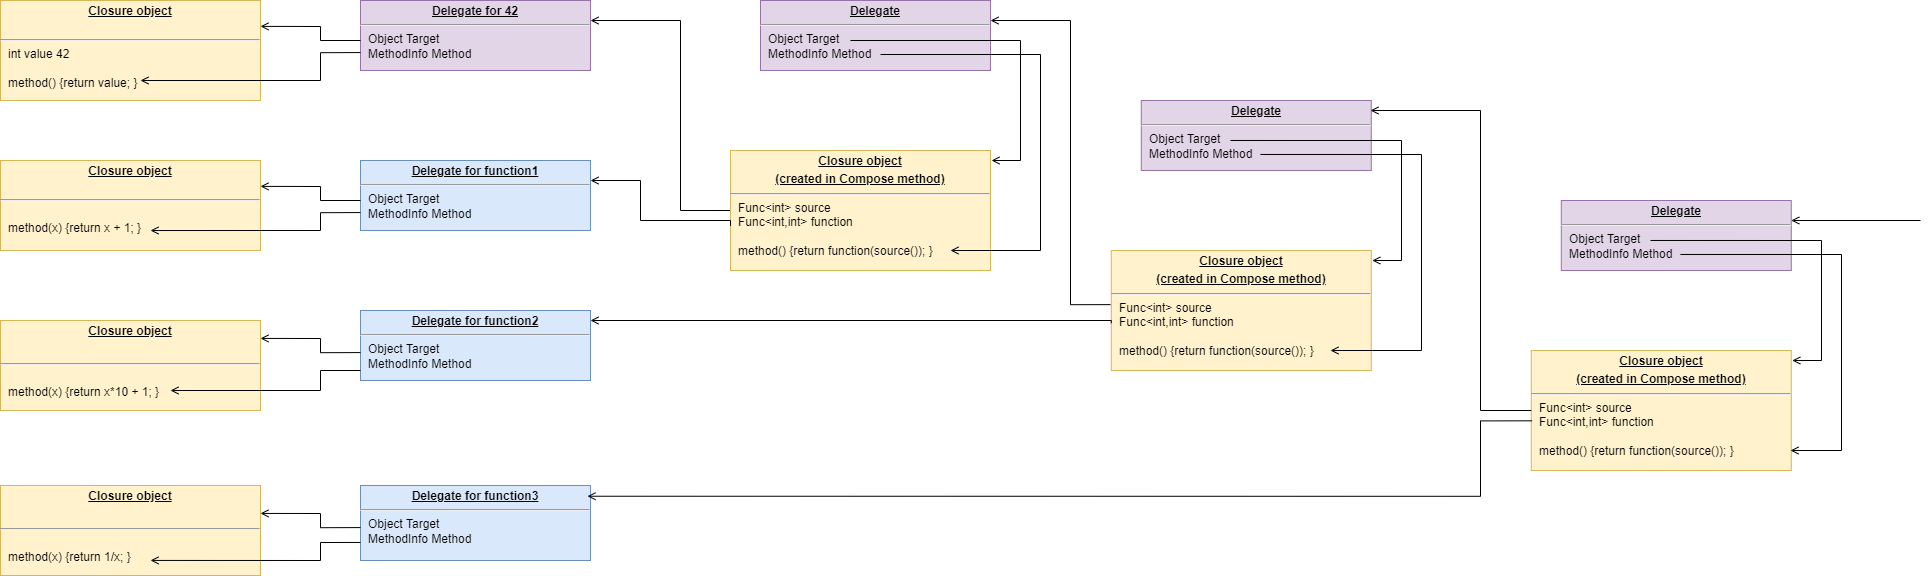 Closure object
int value 42
method() {return value; }
Delegate for 42
Object Target
MethodInfo Method
Delegate
Object Target
MethodInfo Method
Delegate
Object Target
MethodInfo Method
Closure object
method(x) {return x + 1; }
Delegate for function1
Object Target
MethodInfo Method
Closure object
(created in Compose method)
Func<int> source
Func<int,int> function
method() {return function(source()); }
Delegate
Object Target
MethodInfo Method
Closure object
(created in Compose method)
Func<int> source
Func<int,int> function
method() {return function(source()); }
Closure object
method(x) {return x*10 + 1; }
Delegate for function2
Object Target
MethodInfo Method
Closure object
(created in Compose method)
Func<int> source
Func<int,int> function
method() {return function(source()); }
Closure object
method(x) {return 1/x; }
Delegate for function3
Object Target
MethodInfo Method